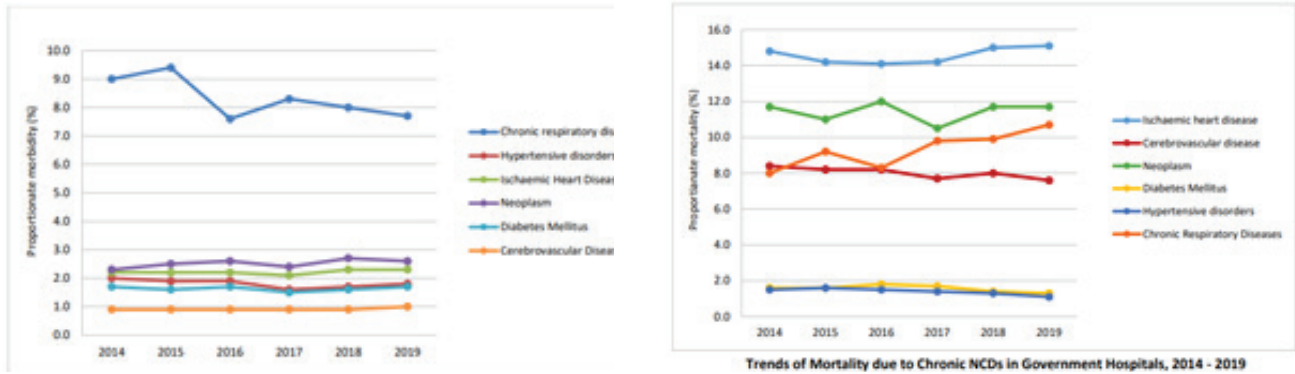 Proportionate morbidity (%)
10.0
9.0
8.0
7.0
6.0
5.0
4.0
3.0
2.0
1.0
0.0
2014 2015 2016 2017 2018 2019
Chronic respiratory dis
Hypertensive disorders
Ischaemic Heart Diseas
Neoplasm
Diabetes Mellitus
Cerebrovascular Diseas
Proportionate mortality (%)
16.0
14.0
12.0
10.0
8.0
6.0
4.0
2.0
0.0
2014 2015 2016 2017 2018 2019
Ischaemic heart disease
Cerebrovascular disease
Neoplasm
Diabetes Mellitus
Hypertensive disorders
Chronic Respiratory Diseases
Trends of Mortality due to Chronic NCDs in Government Hospitals, 2014 - 2019